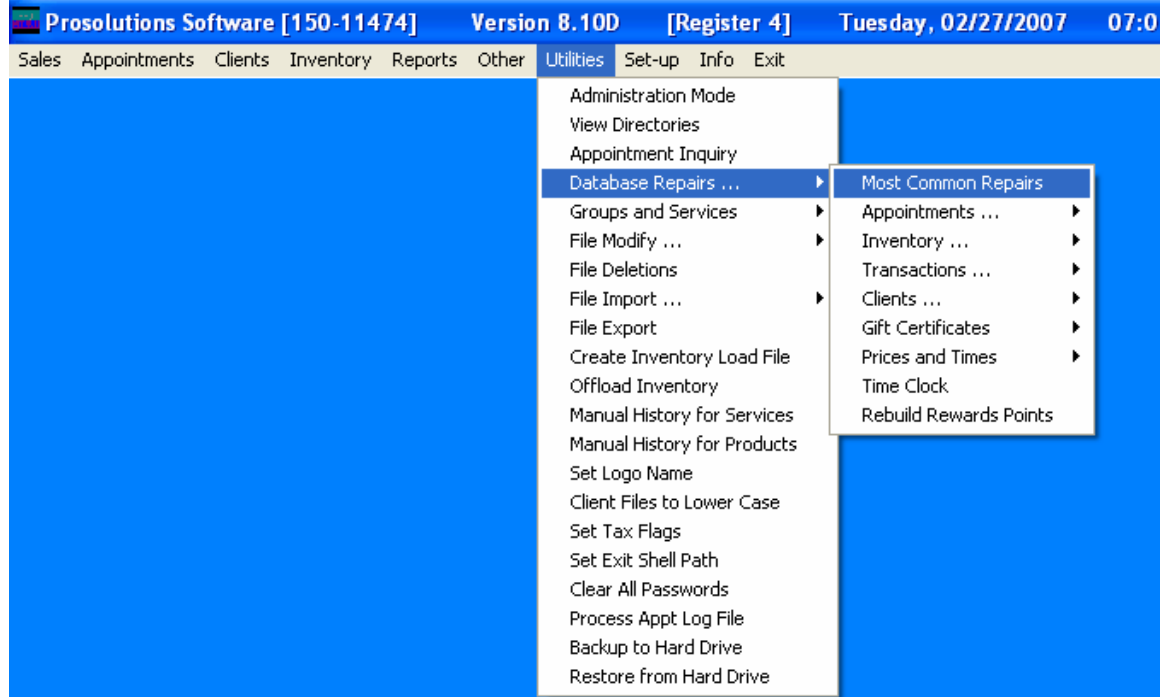 Prosolutions Software [150-11474] Version 8.10D [Register 4] Tuesday, 02/27/2007 07:0
Sales Appointments Clients Inventory Reports Other Utilities Set-up Info Exit
Administration Mode
View Directories
Appointment Inquiry
Database Repairs ...
Groups and Services
File Modify ...
File Deletions
File Import ...
File Export
Create Inventory Load File
Offload Inventory
Manual History for Services
Manual History for Products
Set Logo Name
Client Files to Lower Case
Set Tax Flags
Set Exit Shell Path
Clear All Passwords
Process Appt Log File
Backup to Hard Drive
Restore from Hard Drive
Most Common Repairs
Appointments ...
Inventory ...
Transactions ...
Clients ...
Gift Certificates
Prices and Times
Time Clock
Rebuild Rewards Points